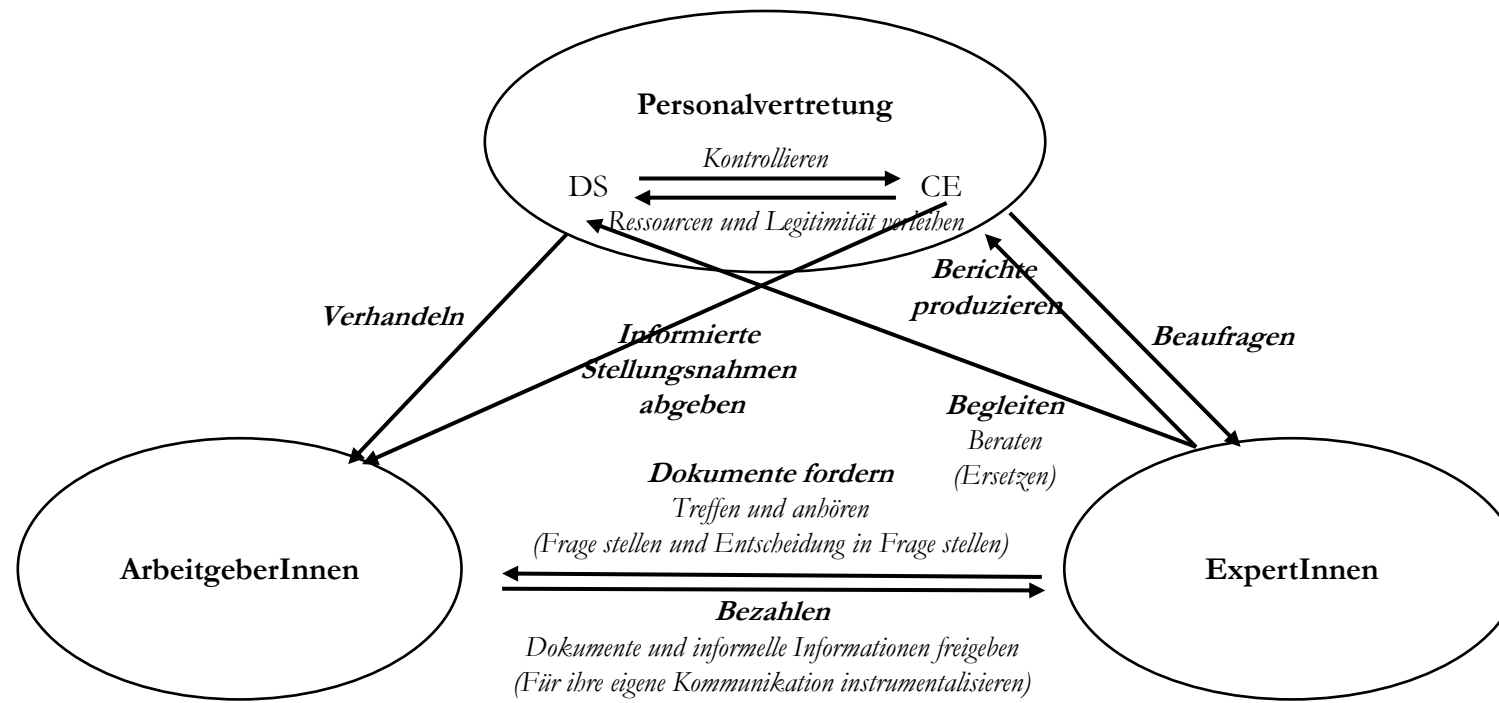 Personalvertretung
Kontrollieren
DS
CE
Ressourcen und Legitimität verleihen
Verhandeln
Informierte
Stellungsnahmen
abgeben
Berichte
produzieren
Beaufragen
Begleiten
Beraten
(Ersetzen)
Dokumente fordern
Treffen und anhören
(Frage stellen und Entscheidung in Frage stellen)
ArbeitgeberInnen
ExpertInnen
Bezahlen
Dokumente und informelle Informationen freigeben
(Für ihre eigene Kommunikation instrumentalisieren)